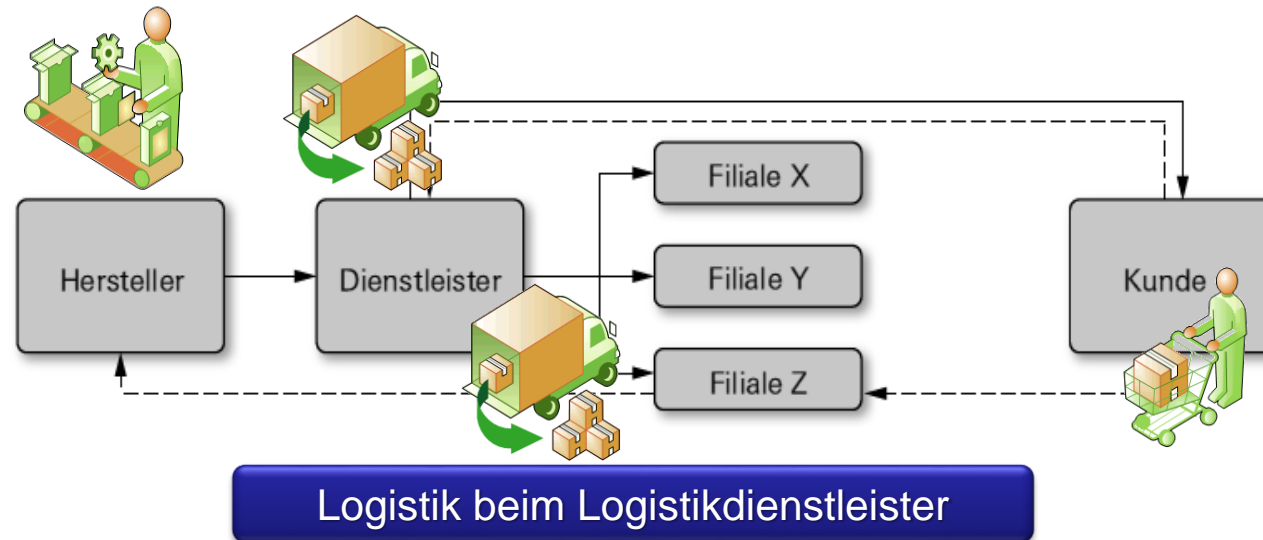 Filiale X
Hersteller
Dienstleister
Filiale Y
Kunde
Filiale Z
Logistik beim Logistikdienstleister